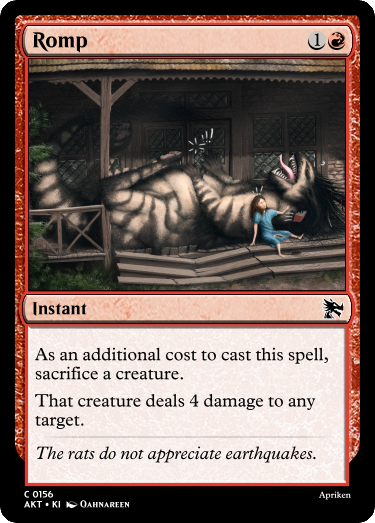 Romp
1
Instant
As an additional cost to cast this spell,
sacrifice a creature.
That creature deals 4 damage to any
target.
The rats do not appreciate earthquakes.
C 0156
Apriken
AKT • KI Oahnareen